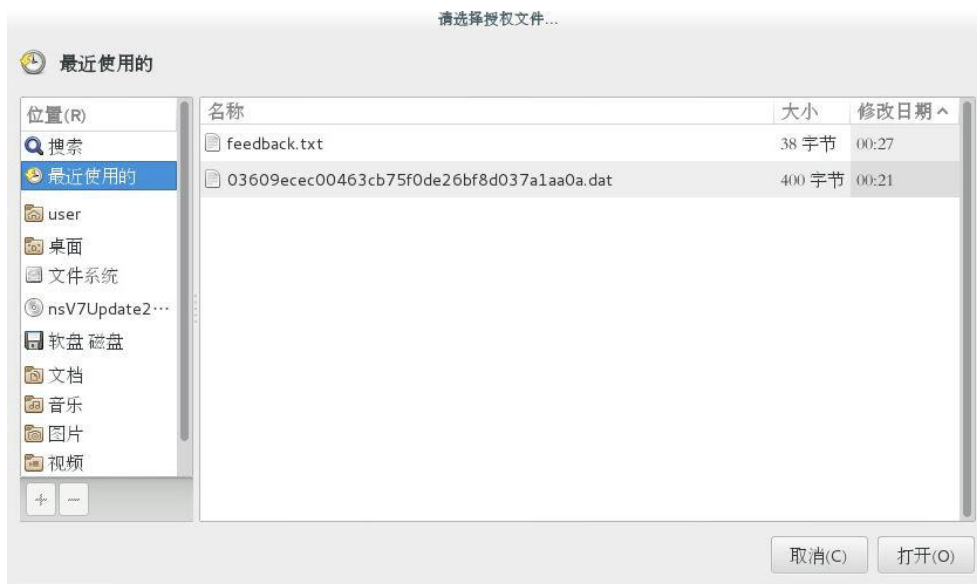 请选择授权文件...
最近使用的
位置(R)
搜索
最近使用的
user
桌面
文件系统
nsV7Update2···
软盘 磁盘
文档
音乐
图片
视频
名称 大小 修改日期
feedback.txt 38 字节 00:27
03609ecec00463cb75f0de26bf8d037a1aa0a.dat 400 字节 00:21
取消(C) 打开(O)